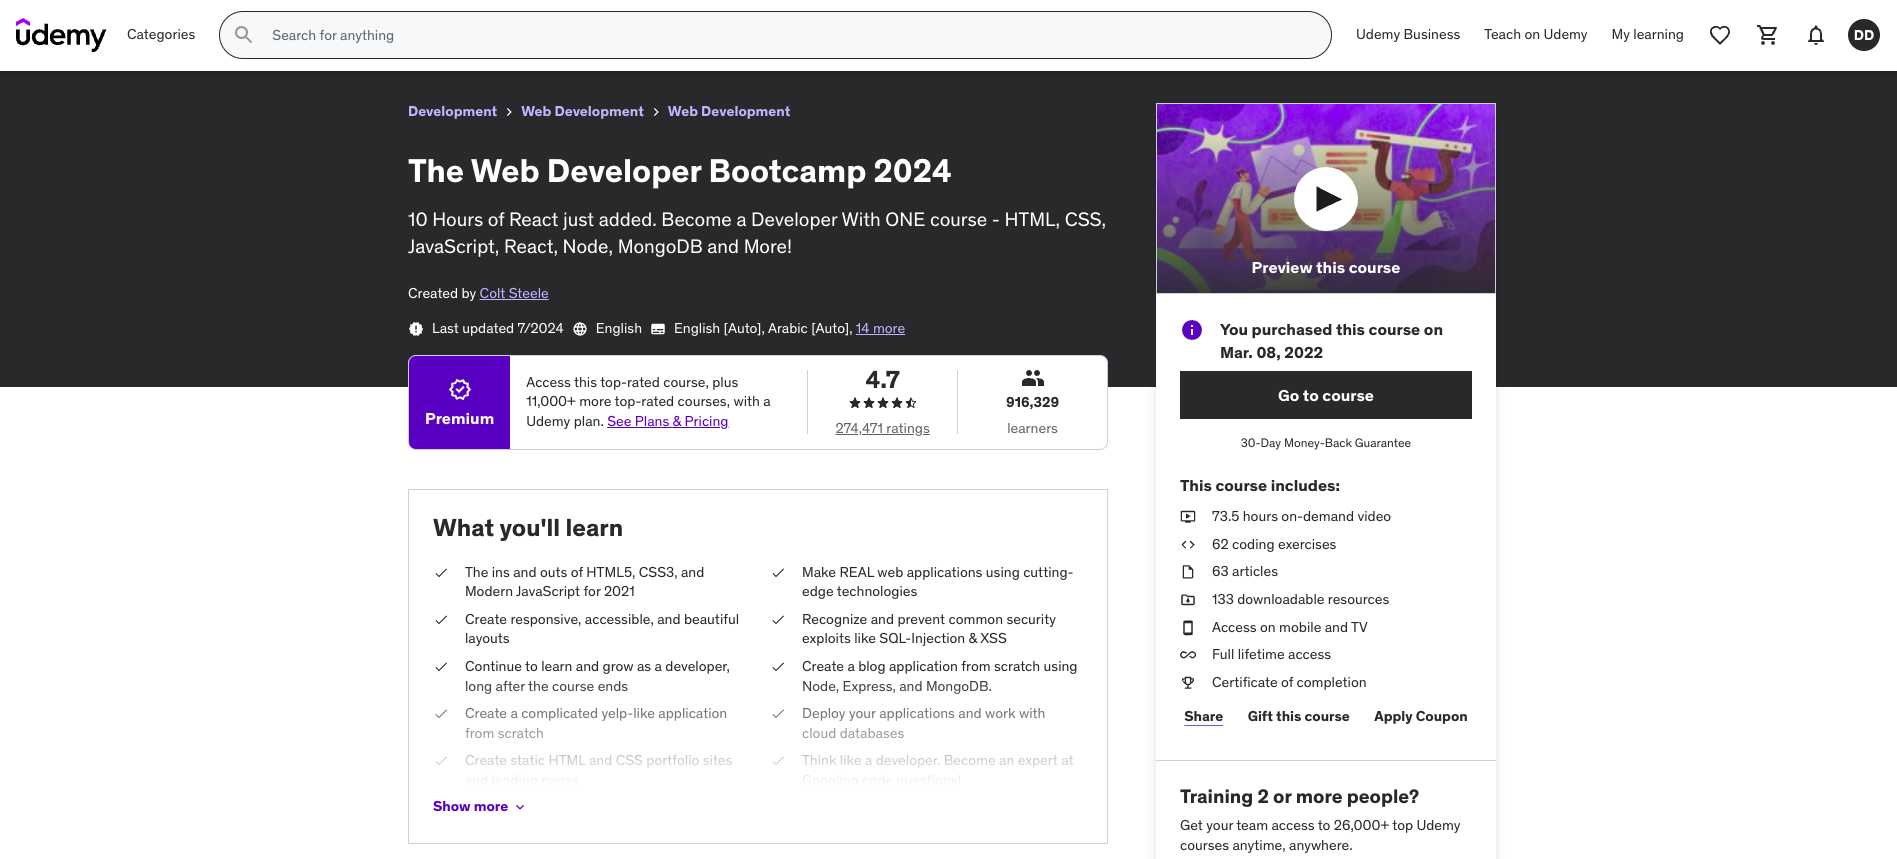 udemy
Categories
Search for anything
Udemy Business
Teach on Udemy
My learning
DD
Development > Web Development > Web Development
The Web Developer Bootcamp 2024
10 Hours of React just added. Become a Developer With ONE course - HTML, CSS,
JavaScript, React, Node, MongoDB and More!
Created by Colt Steele
Last updated 7/2024 English English [Auto], Arabic [Auto], 14 more
Premium
Access this top-rated course, plus
11,000+ more top-rated courses, with a
Udemy plan. See Plans & Pricing
4.7
274,471 ratings
916,329
learners
What you'll learn
The ins and outs of HTML5, CSS3, and
Modern JavaScript for 2021
Create responsive, accessible, and beautiful
layouts
Continue to learn and grow as a developer,
long after the course ends
Create a complicated yelp-like application
from scratch
Create static HTML and CSS portfolio sites
and landing pages
Make REAL web applications using cutting-
edge technologies
Recognize and prevent common security
exploits like SQL-Injection & XSS
Create a blog application from scratch using
Node, Express, and MongoDB.
Deploy your applications and work with
cloud databases
Think like a developer. Become an expert at
Googling code questions!
Show more
Preview this course
You purchased this course on
Mar. 08, 2022
Go to course
30-Day Money-Back Guarantee
This course includes:
73.5 hours on-demand video
62 coding exercises
63 articles
133 downloadable resources
Access on mobile and TV
Full lifetime access
Certificate of completion
Share
Gift this course
Apply Coupon
Training 2 or more people?
Get your team access to 26,000+ top Udemy
courses anytime, anywhere.